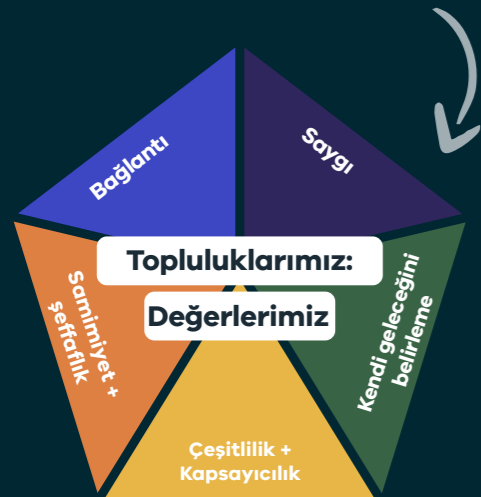 Bağlantı
Saygı
Topluluklarımız:
Değerlerimiz
Samimiyet +
şeffaflık
Kendi geleceğini
belirleme
Çeşitlilik +
Kapsayıcılık